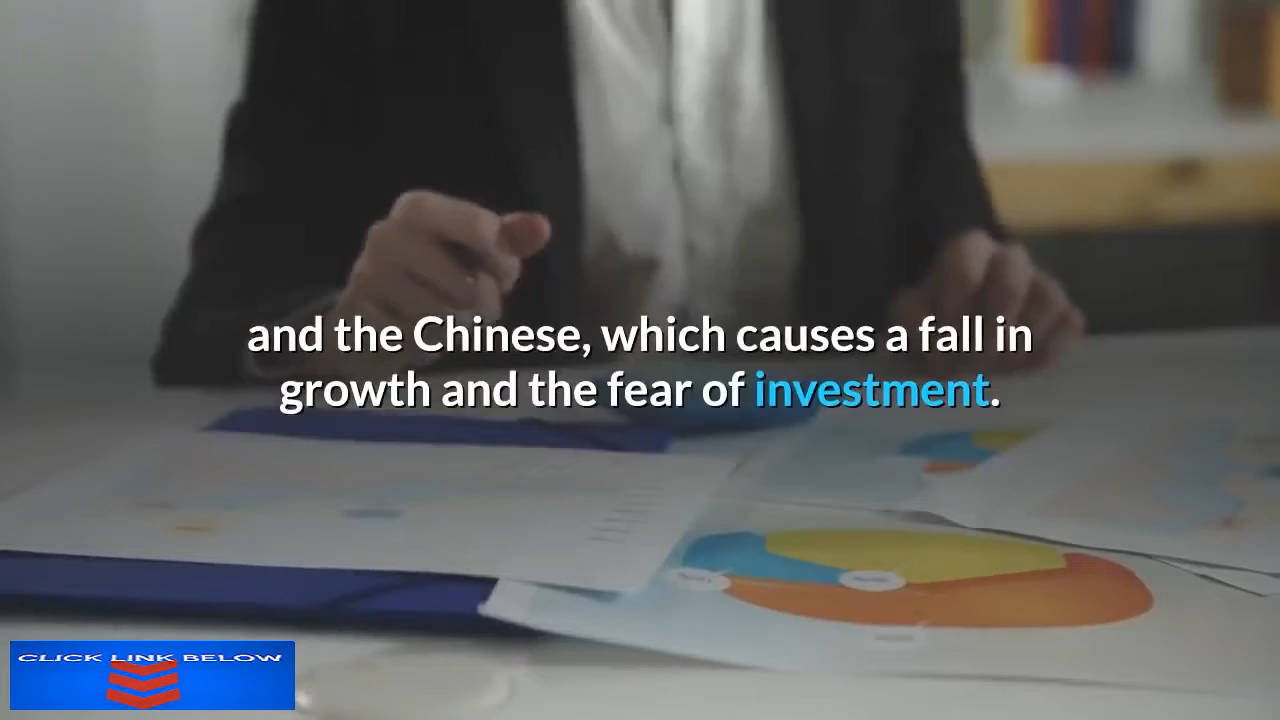 and the Chinese, which causes a fall in
growth and the fear of investment.
CLICK LINK BELOW